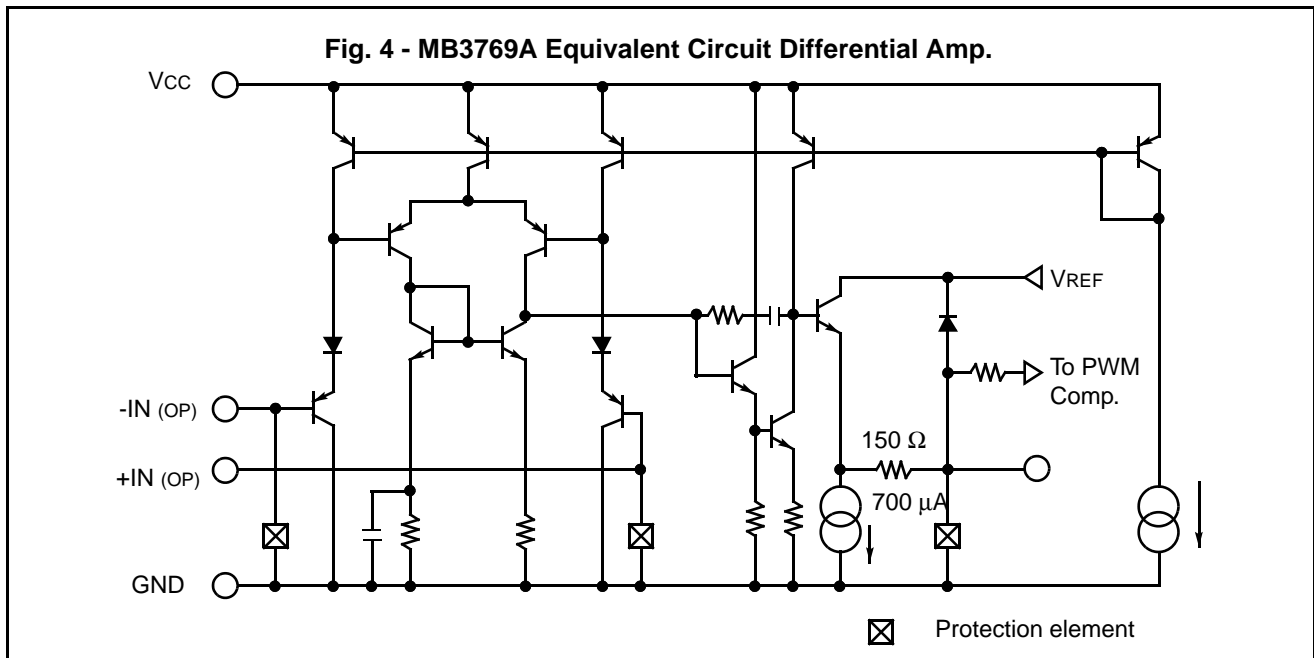 Fig. 4 - MB3769A Equivalent Circuit Differential Amp.
VCC
VREF
To PWM
Comp.
-IN (OP)
150 Ω
+IN (OP)
700 µA
GND
Protection element